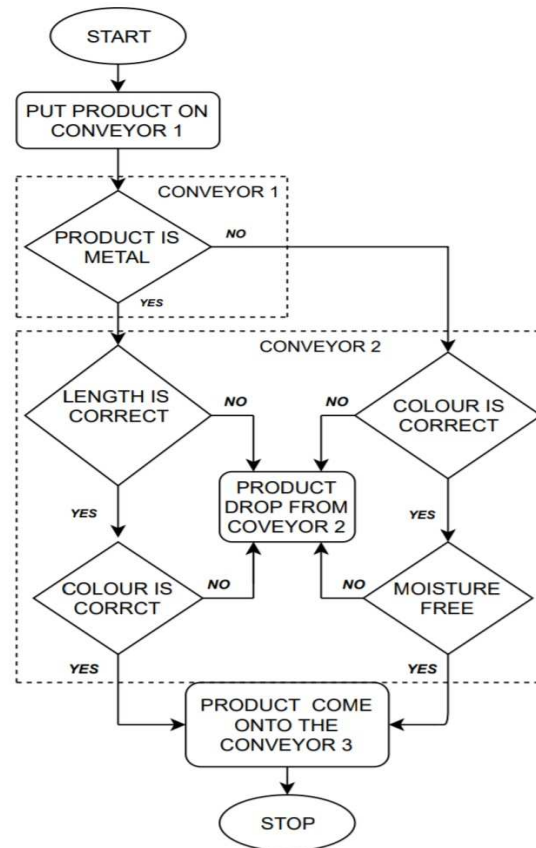 START
PUT PRODUCT ON
CONVEYOR 1
CONVEYOR 1
PRODUCT IS
METAL
NO
YES
CONVEYOR 2
LENGTH IS
CORRECT
NO
NO
COLOUR IS
CORRECT
PRODUCT
DROP FROM
COVEYOR 2
YES
YES
COLOUR IS
CORRCT
NO
NO
MOISTURE
FREE
YES
YES
PRODUCT COME
ONTO THE
CONVEYOR 3
STOP